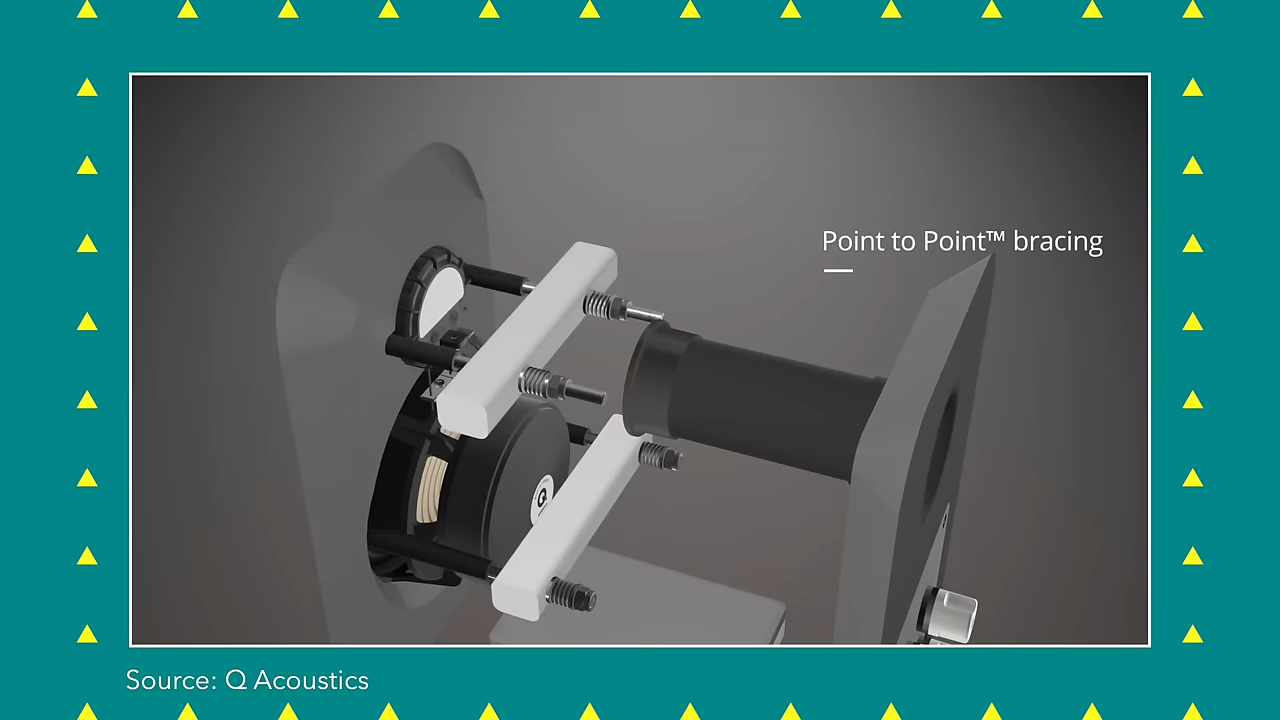 Point to Point™ bracing
Q
Source: Q Acoustics